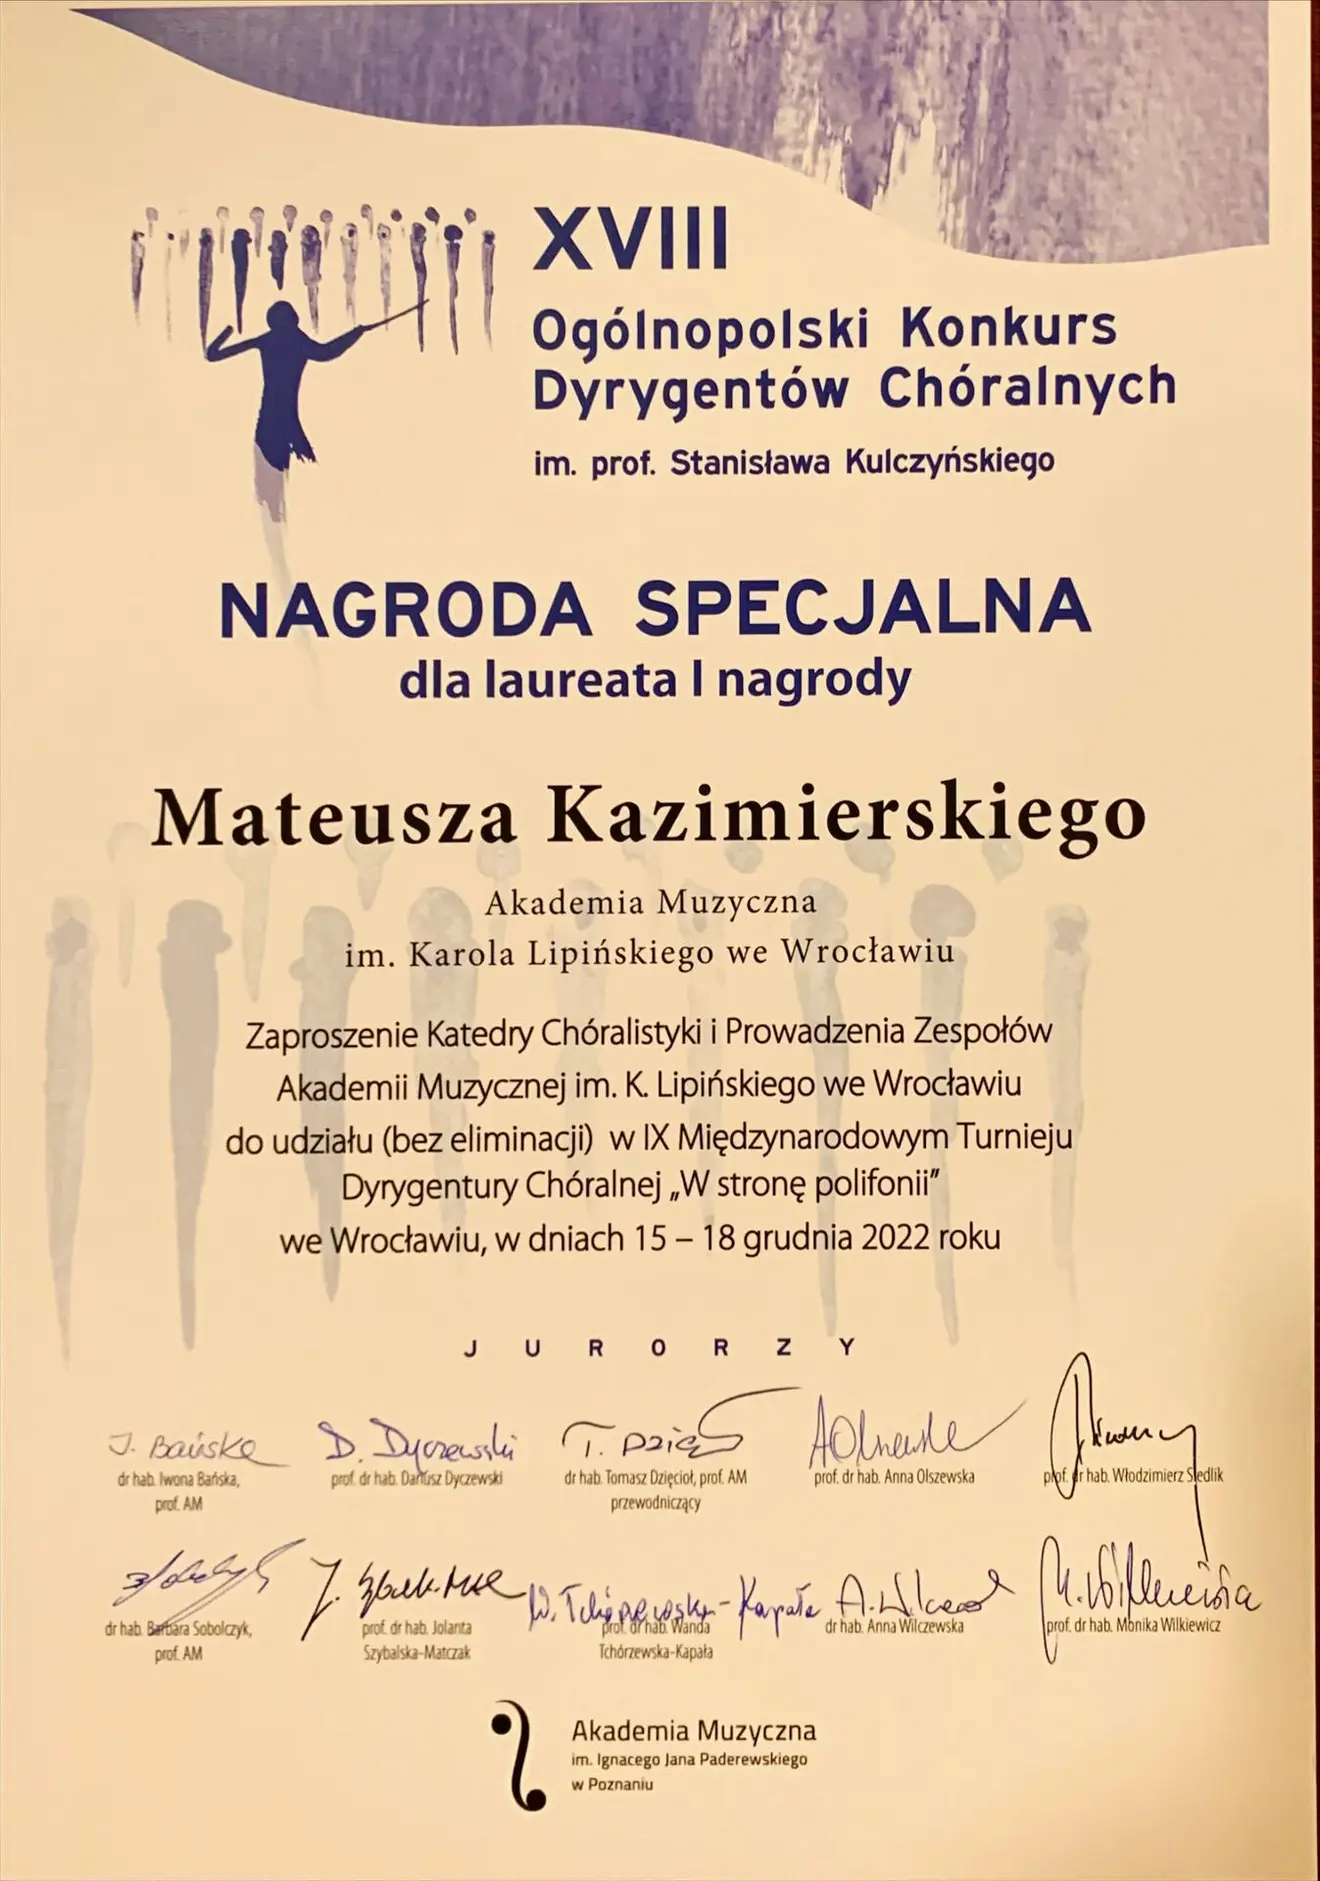 XVIII
Ogólnopolski Konkurs
Dyrygentów Chóralnych
im. prof. Stanisława Kulczyńskiego
NAGRODA SPECJALNA
dla laureata I nagrody
Mateusza Kazimierskiego
Akademia Muzyczna
im. Karola Lipińskiego we Wrocławiu
Zaproszenie Katedry Chóralistyki i Prowadzenia Zespołów
Akademii Muzycznej im. K. Lipińskiego we Wrocławiu
do udziału (bez eliminacji) w IX Międzynarodowym Turnieju
Dyrygentury Chóralnej „W stronę polifonii”
we Wrocławiu, w dniach 15 – 18 grudnia 2022 roku
JURORZY
I. Bańska D. Dyczewski T. Dzięc
dr hab. Iwona Bańska, prof. dr hab. Dariusz Dyczewski dr hab. Tomasz Dzięcioł, prof. AM prof. dr hab. Anna Olszewska prof. dr hab. Włodzimierz Siedlik
prof. AM przewodniczący
W. Tchórzewska-Kapała
dr hab. Barbara Sobolczyk, prof. dr hab. Jolanta prof. dr hab. Wanda dr hab. Anna Wilczewska prof. dr hab. Monika Wilkiewicz
prof. AM Szybalska-Matczak Tchórzewska-Kapała
Akademia Muzyczna
im. Ignacego Jana Paderewskiego
w Poznaniu